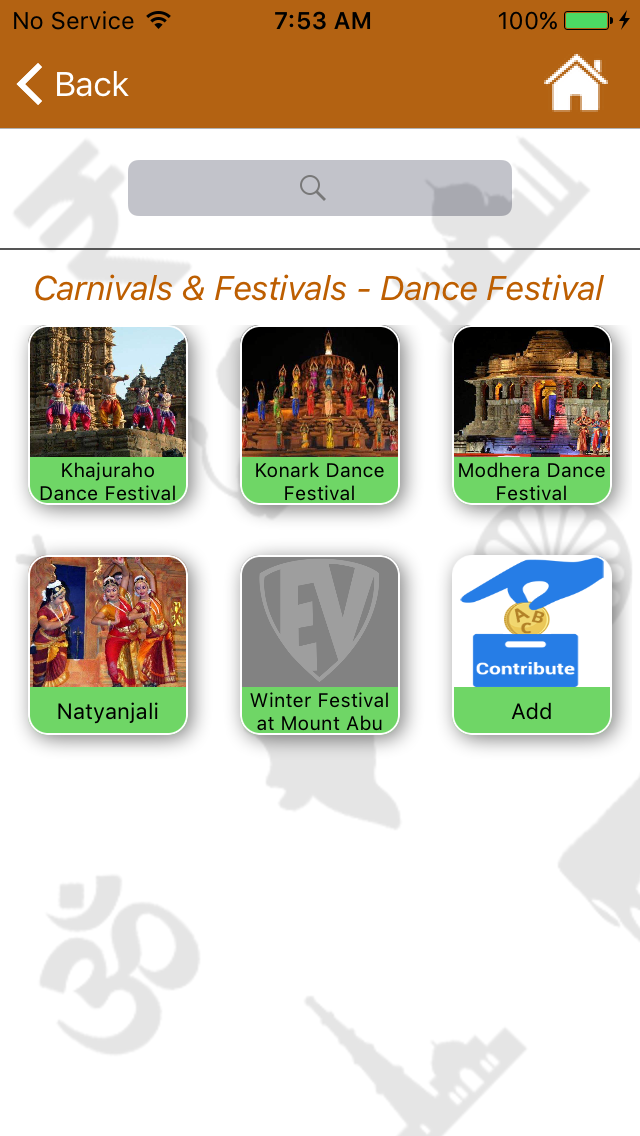 No Service 7:53 AM 100%
Back
Carnivals & Festivals - Dance Festival
Khajuraho
Dance Festival
Konark Dance
Festival
Modhera Dance
Festival
Natyanjali
EV
Winter Festival
at Mount Abu
A B
C
Contribute
Add
₹
ॐ